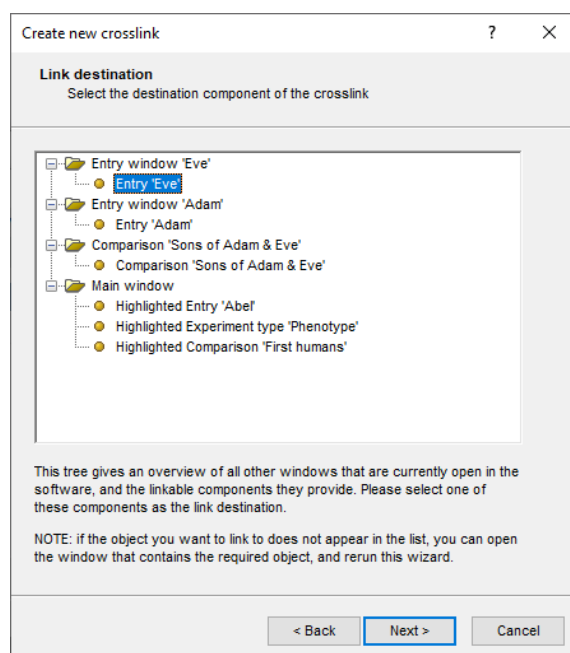 Create new crosslink ?
Link destination
Select the destination component of the crosslink
Entry window 'Eve'
Entry 'Eve'
Entry window 'Adam'
Entry 'Adam'
Comparison 'Sons of Adam & Eve'
Comparison 'Sons of Adam & Eve'
Main window
Highlighted Entry 'Abel'
Highlighted Experiment type 'Phenotype'
Highlighted Comparison 'First humans'
This tree gives an overview of all other windows that are currently open in the
software, and the linkable components they provide. Please select one of
these components as the link destination.
NOTE: if the object you want to link to does not appear in the list, you can open
the window that contains the required object, and rerun this wizard.
< Back Next > Cancel